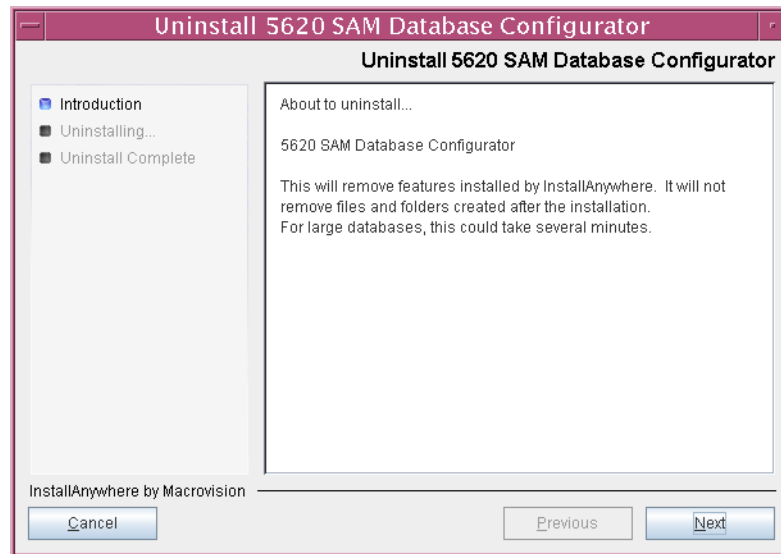 Uninstall 5620 SAM Database Configurator
Uninstall 5620 SAM Database Configurator
Introduction
Uninstalling...
Uninstall Complete
About to uninstall...
5620 SAM Database Configurator
This will remove features installed by InstallAnywhere. It will not
remove files and folders created after the installation.
For large databases, this could take several minutes.
InstallAnywhere by Macrovision
Cancel
Previous
Next